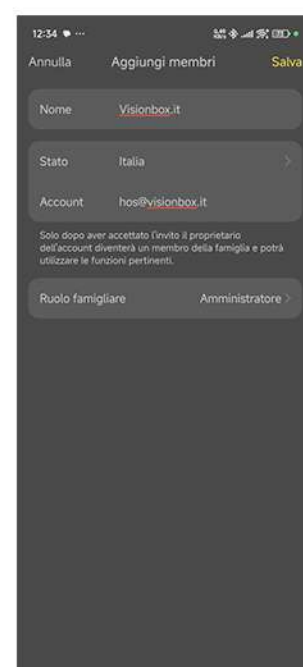 12:34
Annulla Aggiungi membri Salva
Nome Visionbox.it
Stato Italia
Account hos@visionbox.it
Solo dopo aver accettato l'invito il proprietario
dell'account diventerà un membro della famiglia e potrà
utilizzare le funzioni pertinenti.
Ruolo famigliare Amministratore